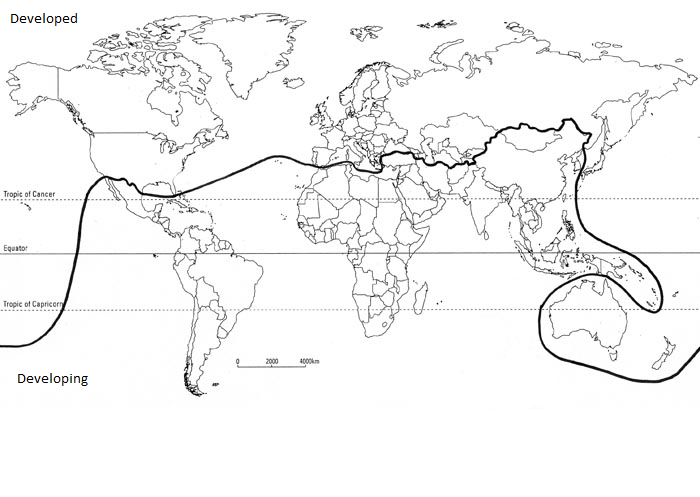 Developed
Tropic of Cancer
Equator
Tropic of Capricorn
0 2000 4000km
Developing